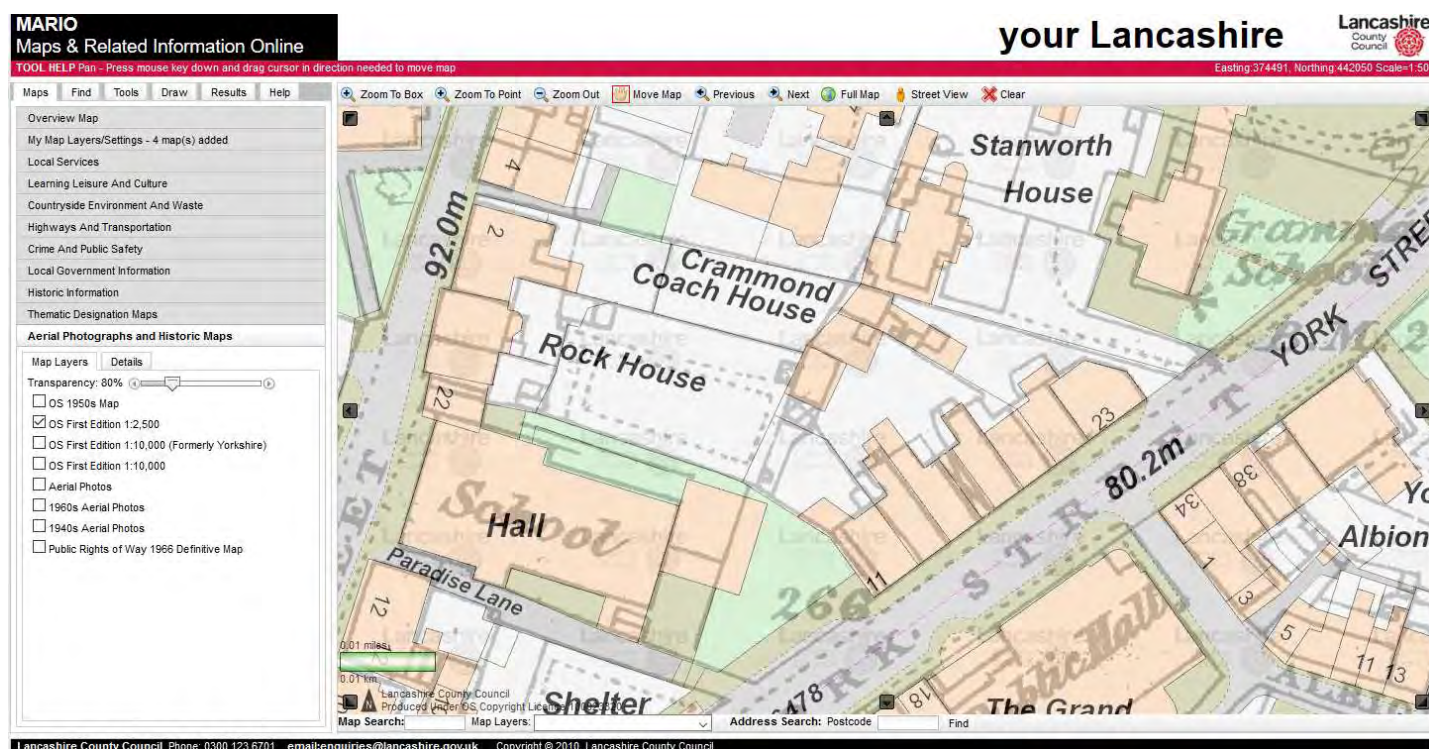 MARIO
Maps & Related Information Online
your Lancashire
Lancashire
County
Council
TOOL HELP Pan - Press mouse key down and drag cursor in direction needed to move map
Easting:374491, Northing:442050 Scale=1:50
Maps Find Tools Draw Results Help
Zoom To Box Zoom To Point Zoom Out Move Map Previous Next Full Map Street View Clear
Overview Map
My Map Layers/Settings - 4 map(s) added
Local Services
Learning Leisure And Culture
Countryside Environment And Waste
Highways And Transportation
Crime And Public Safety
Local Government Information
Historic Information
Thematic Designation Maps
Aerial Photographs and Historic Maps
Map Layers Details
Transparency: 80%
OS 1950s Map
OS First Edition 1:2,500
OS First Edition 1:10,000 (Formerly Yorkshire)
OS First Edition 1:10,000
Aerial Photos
1960s Aerial Photos
1940s Aerial Photos
Public Rights of Way 1966 Definitive Map
Stanworth
House
4
2
92.0m
Crammond
Coach House
Rock House
22
School
Hall
Paradise Lane
12
11
23
YORK STREE
80.2m
38
34
1
3
5
11 13
Yo
Albion
266
STREET
478
18
The Grand
Shelter
0.01 miles
0.01 km
Lancashire County Council
Map Search: Map Layers: Address Search: Postcode Find
Lancashire County Council Phone: 0300 123 6701 email:enquiries@lancashire.gov.uk Copyright © 2010 Lancashire County Council